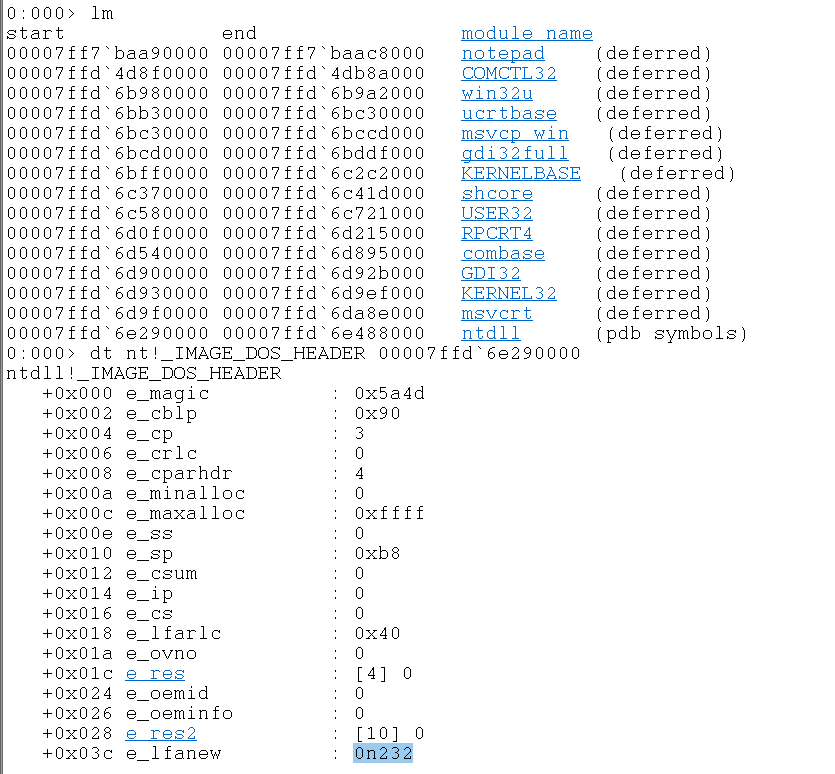 0:000> lm
start end module name
00007ff7`baa90000 00007ff7`baac8000 notepad (deferred)
00007ffd`4d8f0000 00007ffd`4db8a000 COMCTL32 (deferred)
00007ffd`6b980000 00007ffd`6b9a2000 win32u (deferred)
00007ffd`6bb30000 00007ffd`6bc30000 ucrtbase (deferred)
00007ffd`6bc30000 00007ffd`6bccd000 msvcp_win (deferred)
00007ffd`6bcd0000 00007ffd`6bddf000 gdi32full (deferred)
00007ffd`6bff0000 00007ffd`6c2c2000 KERNELBASE (deferred)
00007ffd`6c370000 00007ffd`6c41d000 shcore (deferred)
00007ffd`6c580000 00007ffd`6c721000 USER32 (deferred)
00007ffd`6d0f0000 00007ffd`6d215000 RPCRT4 (deferred)
00007ffd`6d540000 00007ffd`6d895000 combase (deferred)
00007ffd`6d900000 00007ffd`6d92b000 GDI32 (deferred)
00007ffd`6d930000 00007ffd`6d9ef000 KERNEL32 (deferred)
00007ffd`6d9f0000 00007ffd`6da8e000 msvcrt (deferred)
00007ffd`6e290000 00007ffd`6e488000 ntdll (pdb symbols)
0:000> dt nt!_IMAGE_DOS_HEADER 00007ffd`6e290000
ntdll!_IMAGE_DOS_HEADER
+0x000 e_magic : 0x5a4d
+0x002 e_cblp : 0x90
+0x004 e_cp : 3
+0x006 e_crlc : 0
+0x008 e_cparhdr : 4
+0x00a e_minalloc : 0
+0x00c e_maxalloc : 0xffff
+0x00e e_ss : 0
+0x010 e_sp : 0xb8
+0x012 e_csum : 0
+0x014 e_ip : 0
+0x016 e_cs : 0
+0x018 e_lfarlc : 0x40
+0x01a e_ovno : 0
+0x01c e_res : [4] 0
+0x024 e_oemid : 0
+0x026 e_oeminfo : 0
+0x028 e_res2 : [10] 0
+0x03c e_lfanew : 0n232